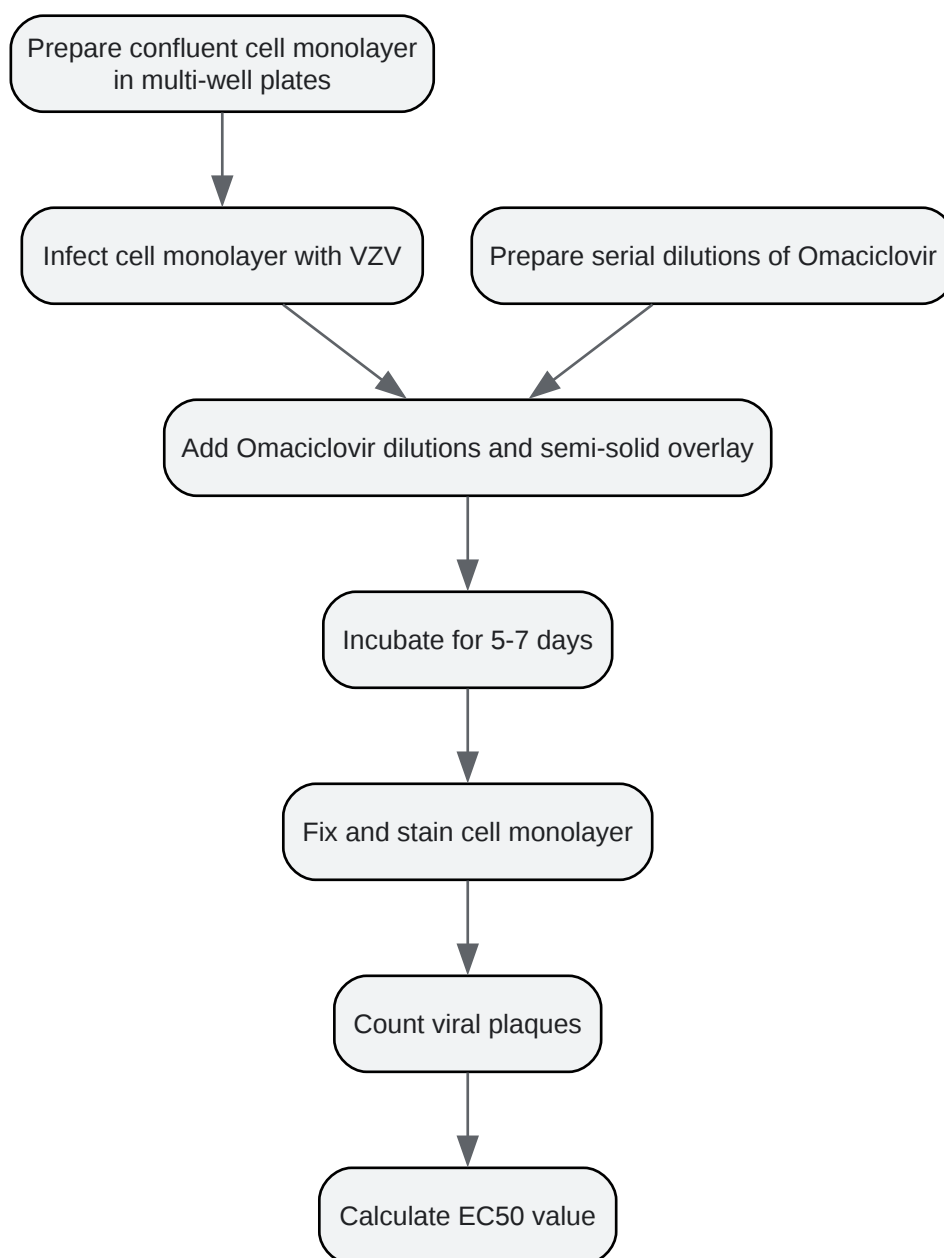 Prepare confluent cell monolayer
in multi-well plates
Infect cell monolayer with VZV
Prepare serial dilutions of Omaciclovir
Add Omaciclovir dilutions and semi-solid overlay
Incubate for 5-7 days
Fix and stain cell monolayer
Count viral plaques
Calculate EC50 value